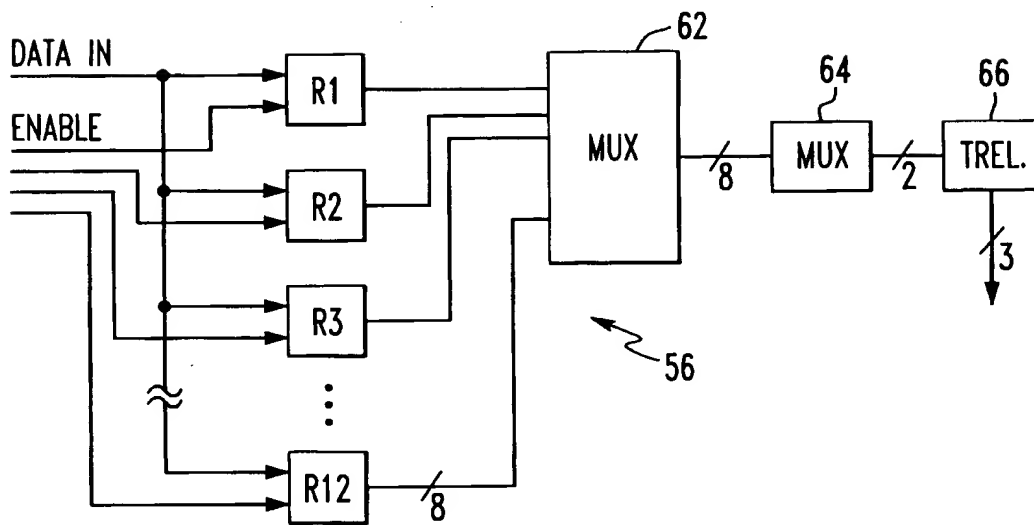 DATA IN
ENABLE
R1
R2
R3
R12
8
62
MUX
8
64
MUX
2
66
TREL.
3
56